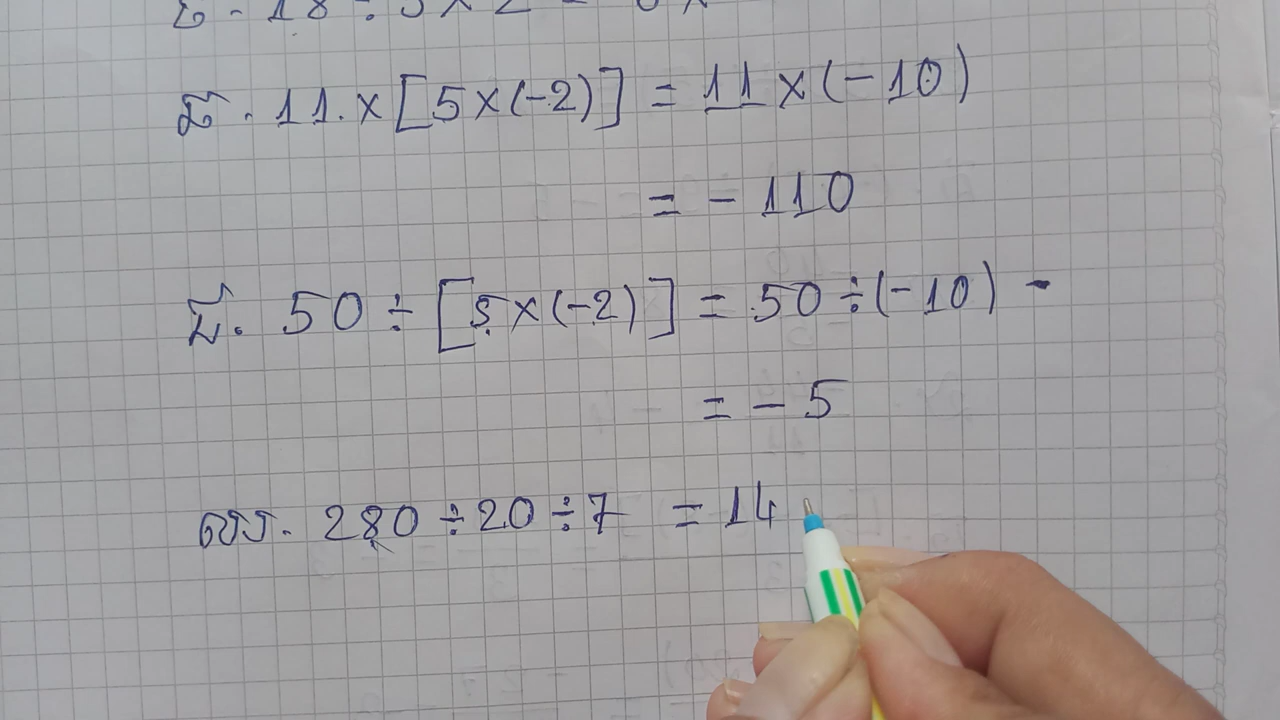 11. x [5 x (-2)] = 11 x (-10)
= - 110
50 ÷ [5 x (-2)] = 50 ÷ (-10)
= - 5
280 ÷ 20 ÷ 7 = 14